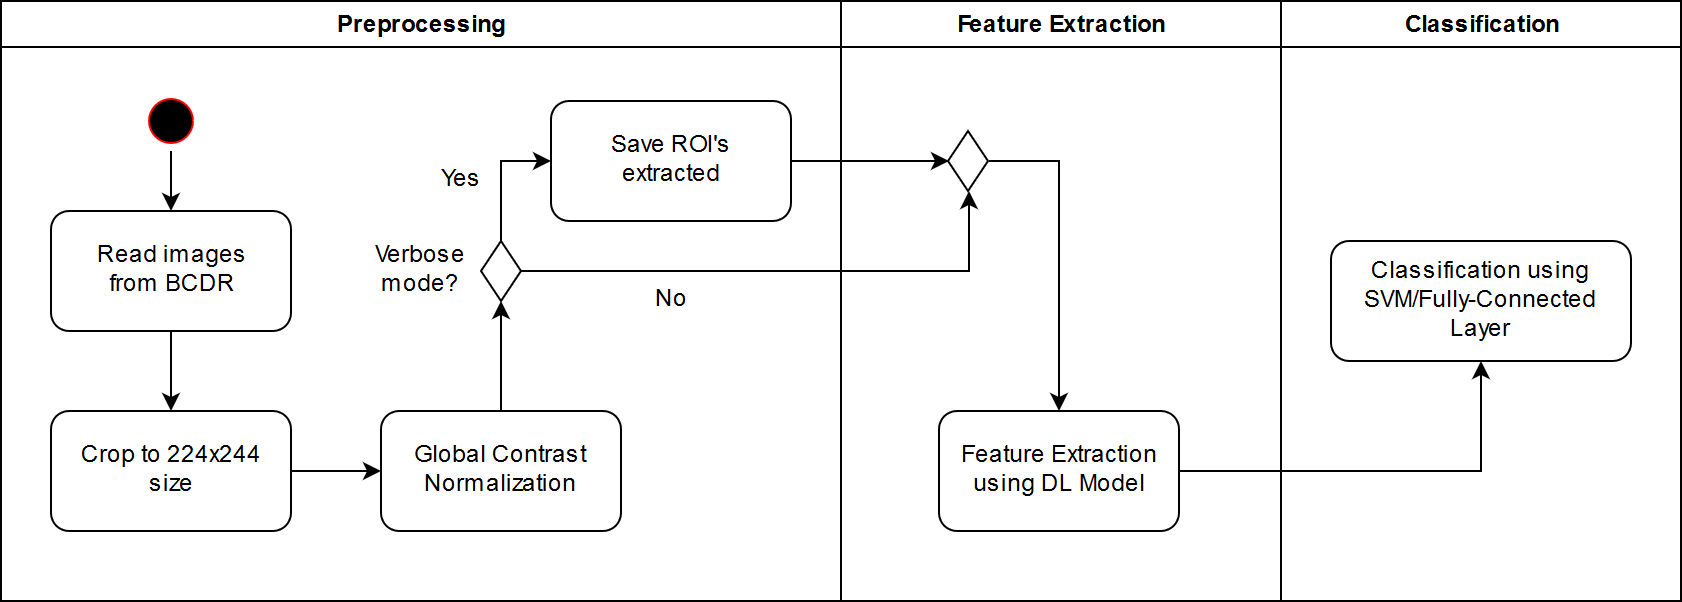 Preprocessing
Feature Extraction
Classification
Read images
from BCDR
Crop to 224x244
size
Global Contrast
Normalization
Verbose
mode?
Yes
No
Save ROI's
extracted
Feature Extraction
using DL Model
Classification using
SVM/Fully-Connected
Layer